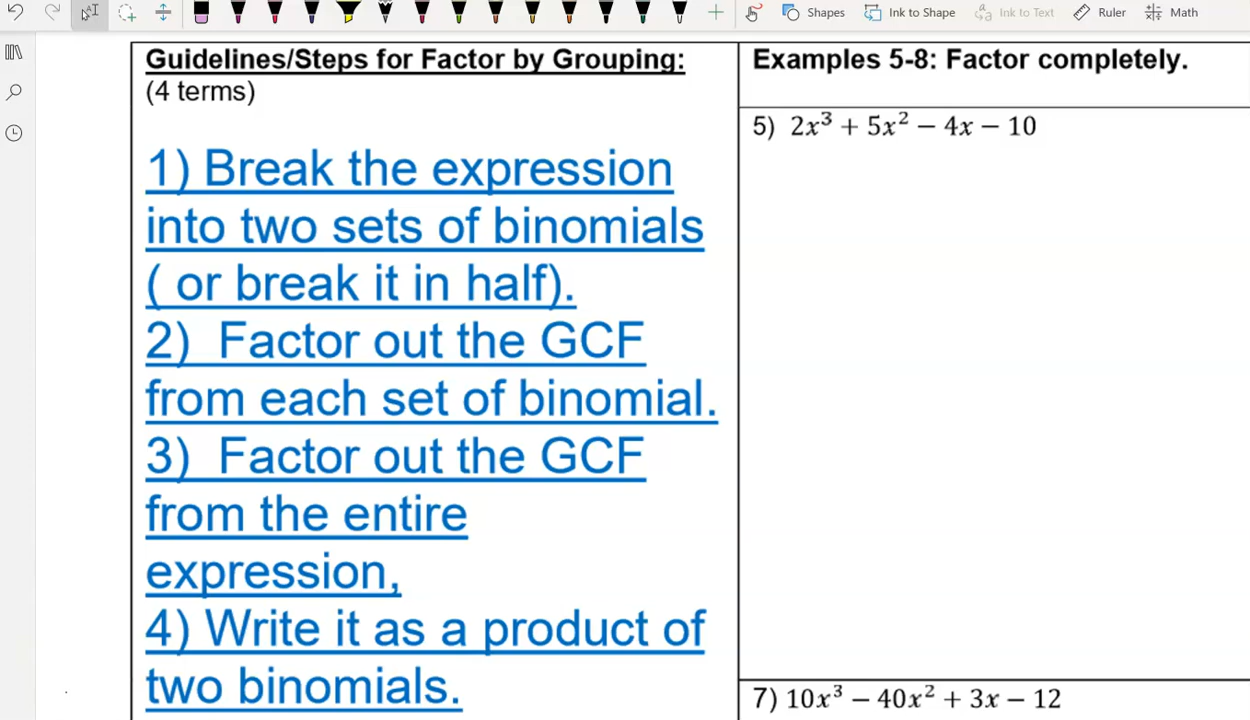 Shapes Ink to Shape Ink to Text Ruler Math
Guidelines/Steps for Factor by Grouping:
(4 terms)
1) Break the expression
into two sets of binomials
( or break it in half).
2) Factor out the GCF
from each set of binomial.
3) Factor out the GCF
from the entire
expression,
4) Write it as a product of
two binomials.
Examples 5-8: Factor completely.
5) 2x³ + 5x² − 4x − 10
7) 10x³ − 40x² + 3x − 12